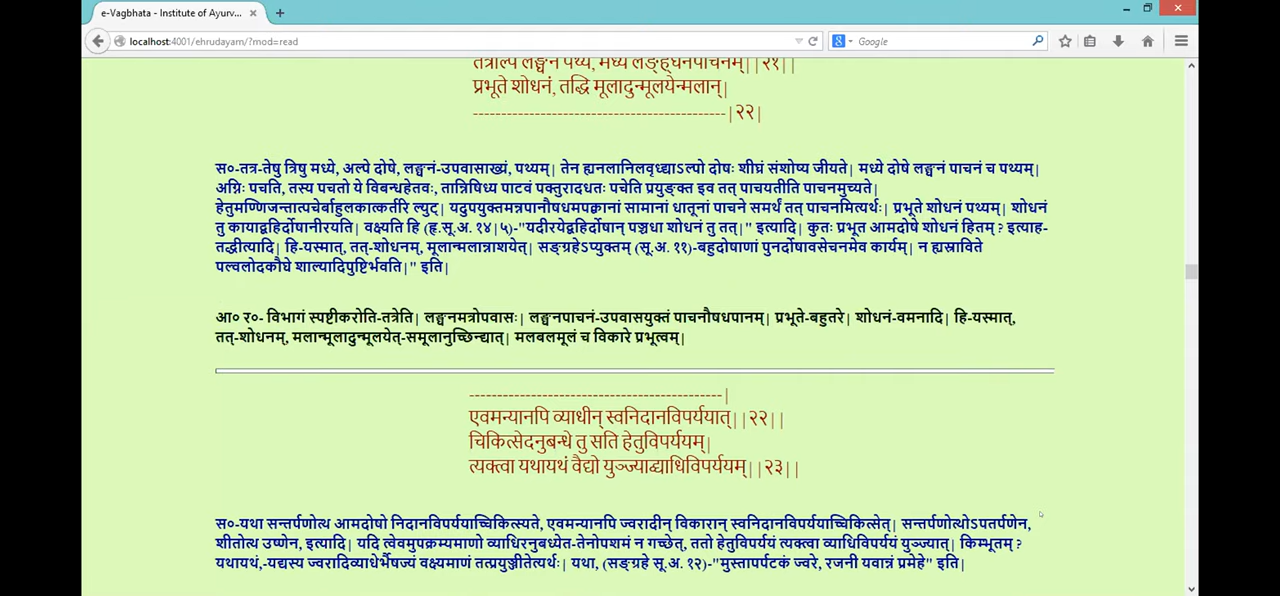 e-Vagbhata - Institute of Ayurv...
localhost:4001/ehrudayam/?mod=read
Google
तत्राल्पे लङ्घनं पथ्यं, मध्ये लङ्घनपाचनम्||२१||
प्रभूते शोधनं, तद्धि मूलादुन्मूलयेन्मलान्|
----------------------------------------------|२२|
स०-तत्र-तेषु त्रिषु मध्ये, अल्पे दोषे, लङ्घनं-उपवासाख्यं, पथ्यम्| तेन ह्यनलानिलवृध्द्याऽल्पो दोषः शीघ्रं संशोष्य जीयते| मध्ये दोषे लङ्घनं पाचनं च पथ्यम्|
अग्निः पचति, तस्य पचतो ये विबन्धहेतवः, तान्निषिध्य पाटवं पक्तुरादधतः पचेति प्रयुङ्क्त इव तत् पाचयतीति पाचनमुच्यते|
हेतुमण्णिजन्तात्पचेर्बाहुलकात्कर्तरि ल्युट्| यदुपयुक्तमन्नपानौषधमपक्वानां सामानां धातूनां पाचने समर्थं तत् पाचनमित्यर्थः| प्रभूते शोधनं पथ्यम्| शोधनं
तु कायाद्बहिर्दोषानीरयति| वक्ष्यति हि (हृ.सू.अ. १४|५)-"यदीरयेद्बहिर्दोषान् पञ्चधा शोधनं तु तत्|" इत्यादि| कुतः प्रभूत आमदोषे शोधनं हितम् ? इत्याह-
तद्धीत्यादि| हि-यस्मात्, तत्-शोधनम्, मूलान्मलान्नाशयेत्| सङ्ग्रहेऽप्युक्तम् (सू.अ. ११)-बहुदोषाणां पुनर्दोषावसेचनमेव कार्यम्| न ह्यस्राविते
पल्वलोदकौघे शाल्यादिपुष्टिर्भवति|" इति|
आ० र०- विभागं स्पष्टीकरोति-तत्रेति| लङ्घनमत्रोपवासः| लङ्घनपाचनं-उपवासयुक्तं पाचनौषधपानम्| प्रभूते-बहुतरे| शोधनं-वमनादि| हि-यस्मात्,
तत्-शोधनम्, मलान्मूलादुन्मूलयेत्-समूलानुच्छिन्द्यात्| मलबलमूलं च विकारे प्रभूत्वम्|
----------------------------------------------|
एवमन्यानपि व्याधीन् स्वनिदानविपर्ययात्||२२||
चिकित्सेदनुबन्धे तु सति हेतुविपर्ययम्|
त्यक्त्वा यथायथं वैद्यो युञ्ज्याद्व्याधिविपर्ययम्||२३||
स०-यथा सन्तर्पणोत्थ आमदोषो निदानविपर्ययाच्चिकित्स्यते, एवमन्यानपि ज्वरादीन् विकारान् स्वनिदानविपर्ययाच्चिकित्सेत्| सन्तर्पणोत्थोऽपतर्पणेन,
शीतोत्थ उष्णेन, इत्यादि| यदि त्वेवमुपक्रम्यमाणो व्याधिरनुबध्येत-तेनोपशमं न गच्छेत्, ततो हेतुविपर्ययं त्यक्त्वा व्याधिविपर्ययं युञ्ज्यात्| किम्भूतम् ?
यथायथं,-यद्यस्य ज्वरादिव्याधेर्भैषज्यं वक्ष्यमाणं तत्प्रयुञ्जीतेत्यर्थः| यथा, (सङ्ग्रहे सू.अ. १२)-"मुस्तापर्पटकं ज्वरे, रजनी यवान्नं प्रमेहे" इति|